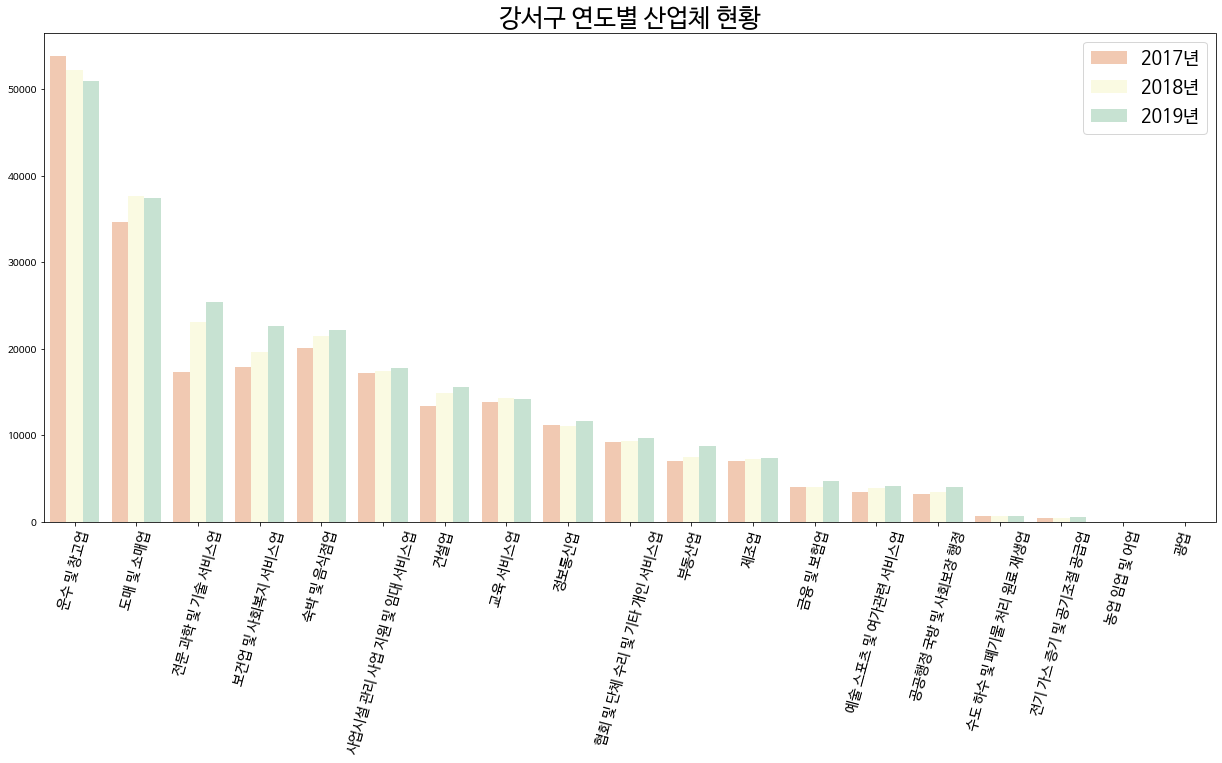 강서구 연도별 산업체 현황
2017년
2018년
2019년
50000
40000
30000
20000
10000
0
운수 및 창고업
도매 및 소매업
전문 과학 및 기술 서비스업
보건업 및 사회복지 서비스업
숙박 및 음식점업
사업시설 관리 사업 지원 및 임대 서비스업
건설업
교육 서비스업
정보통신업
협회 및 단체 수리 및 기타 개인 서비스업
부동산업
제조업
금융 및 보험업
예술 스포츠 및 여가관련 서비스업
공공행정 국방 및 사회보장 행정
수도 하수 및 폐기물 처리 원료 재생업
전기 가스 증기 및 공기조절 공급업
농업 임업 및 어업
광업